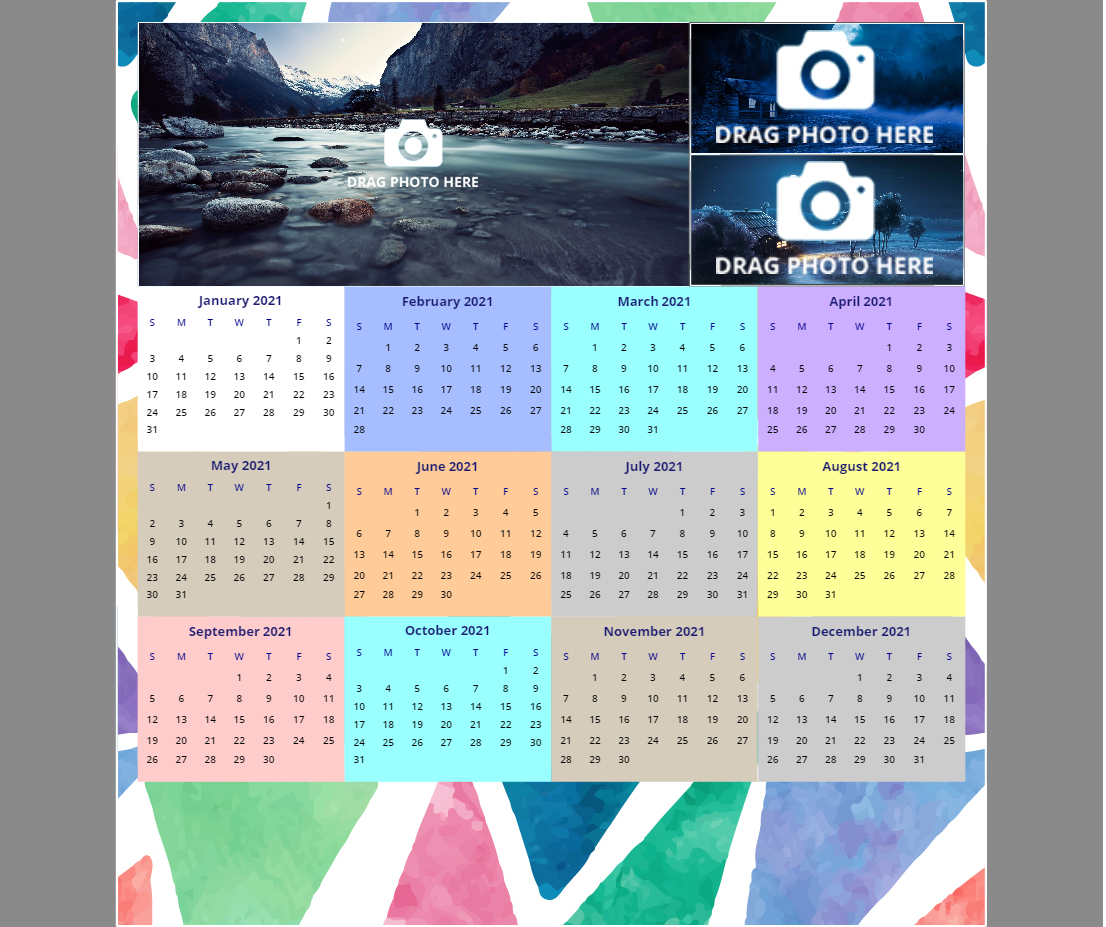 DRAG PHOTO HERE
DRAG PHOTO HERE
DRAG PHOTO HERE
January 2021
S M T W T F S
1 2
3 4 5 6 7 8 9
10 11 12 13 14 15 16
17 18 19 20 21 22 23
24 25 26 27 28 29 30
31
February 2021
S M T W T F S
1 2 3 4 5 6
7 8 9 10 11 12 13
14 15 16 17 18 19 20
21 22 23 24 25 26 27
28
March 2021
S M T W T F S
1 2 3 4 5 6
7 8 9 10 11 12 13
14 15 16 17 18 19 20
21 22 23 24 25 26 27
28 29 30 31
April 2021
S M T W T F S
1 2 3
4 5 6 7 8 9 10
11 12 13 14 15 16 17
18 19 20 21 22 23 24
25 26 27 28 29 30
May 2021
S M T W T F S
1
2 3 4 5 6 7 8
9 10 11 12 13 14 15
16 17 18 19 20 21 22
23 24 25 26 27 28 29
30 31
June 2021
S M T W T F S
1 2 3 4 5
6 7 8 9 10 11 12
13 14 15 16 17 18 19
20 21 22 23 24 25 26
27 28 29 30
July 2021
S M T W T F S
1 2 3
4 5 6 7 8 9 10
11 12 13 14 15 16 17
18 19 20 21 22 23 24
25 26 27 28 29 30 31
August 2021
S M T W T F S
1 2 3 4 5 6 7
8 9 10 11 12 13 14
15 16 17 18 19 20 21
22 23 24 25 26 27 28
29 30 31
September 2021
S M T W T F S
1 2 3 4
5 6 7 8 9 10 11
12 13 14 15 16 17 18
19 20 21 22 23 24 25
26 27 28 29 30
October 2021
S M T W T F S
1 2
3 4 5 6 7 8 9
10 11 12 13 14 15 16
17 18 19 20 21 22 23
24 25 26 27 28 29 30
31
November 2021
S M T W T F S
1 2 3 4 5 6
7 8 9 10 11 12 13
14 15 16 17 18 19 20
21 22 23 24 25 26 27
28 29 30
December 2021
S M T W T F S
1 2 3 4
5 6 7 8 9 10 11
12 13 14 15 16 17 18
19 20 21 22 23 24 25
26 27 28 29 30 31